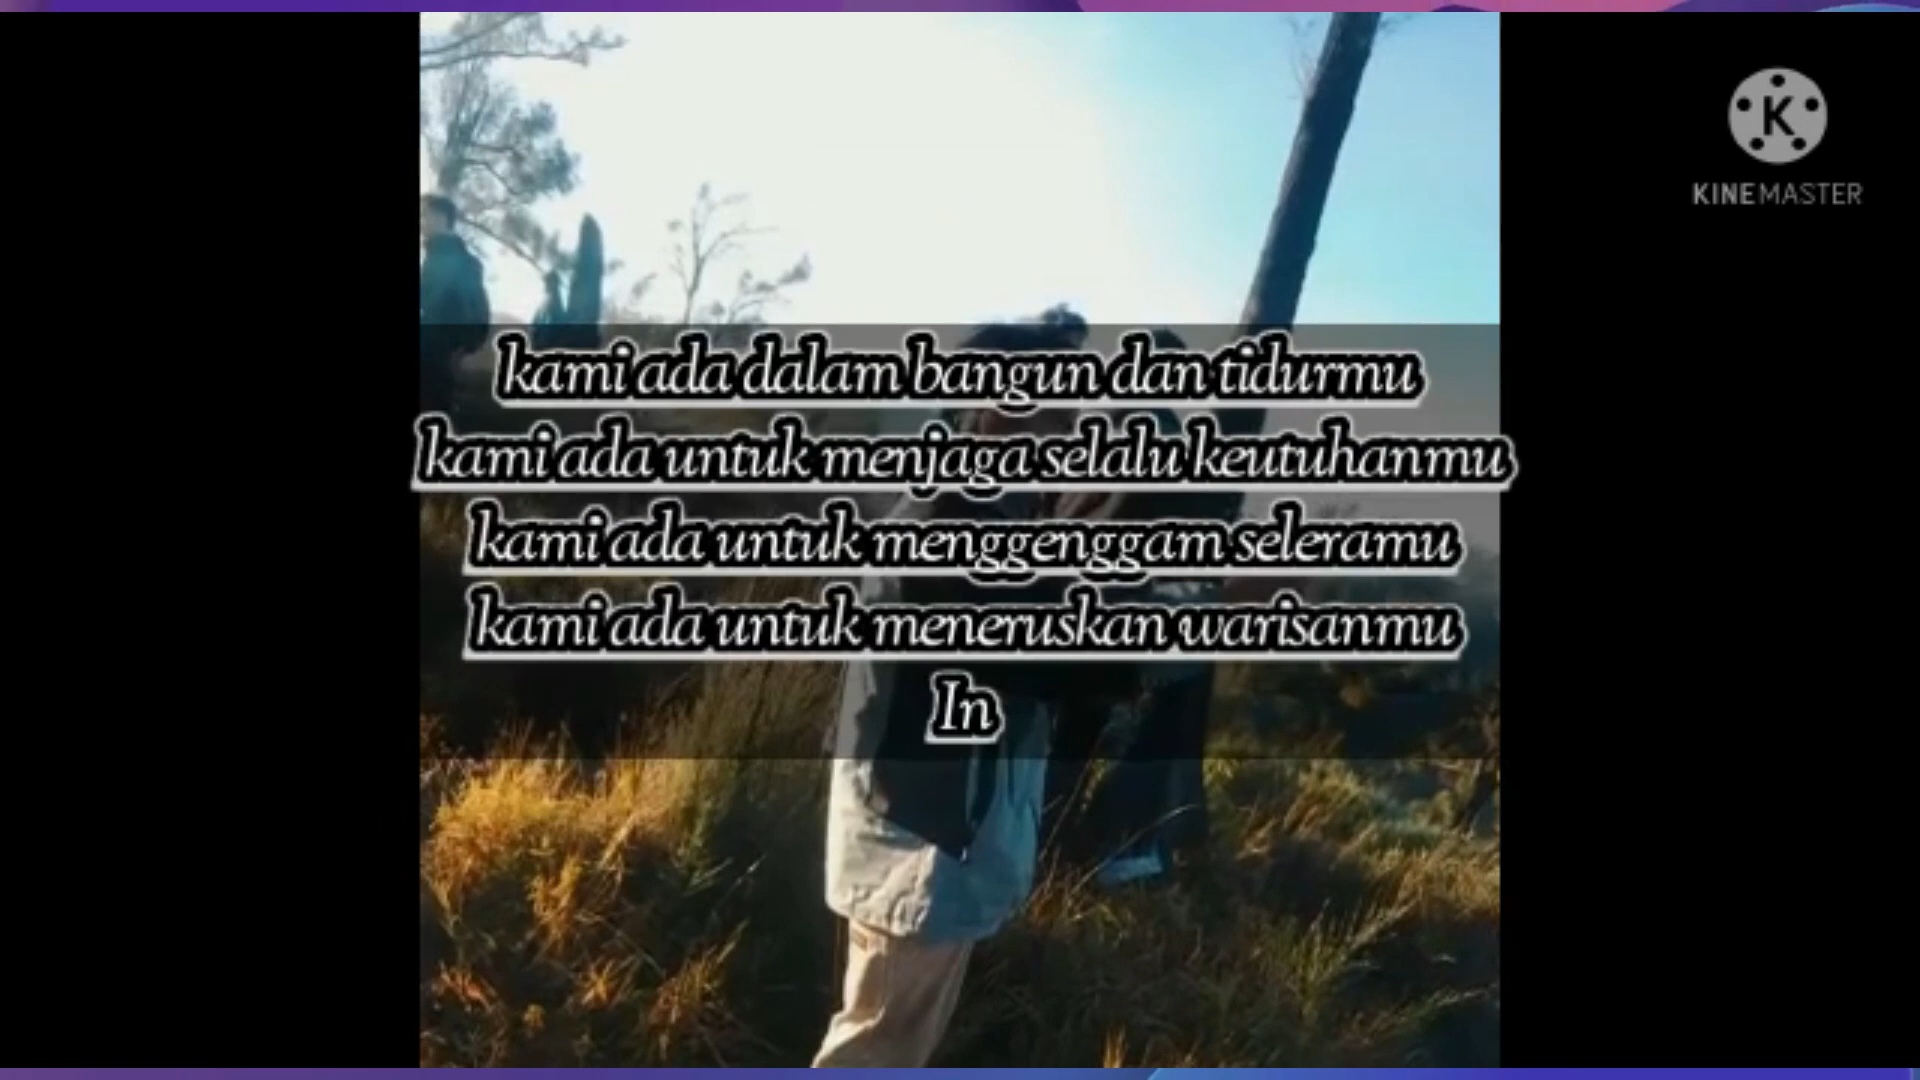 kami ada dalam bangun dan tidurmu
kami ada untuk menjaga selalu keutuhanmu
kami ada untuk menggenggam seleramu
kami ada untuk meneruskan warisanmu
In
K
KINEMASTER